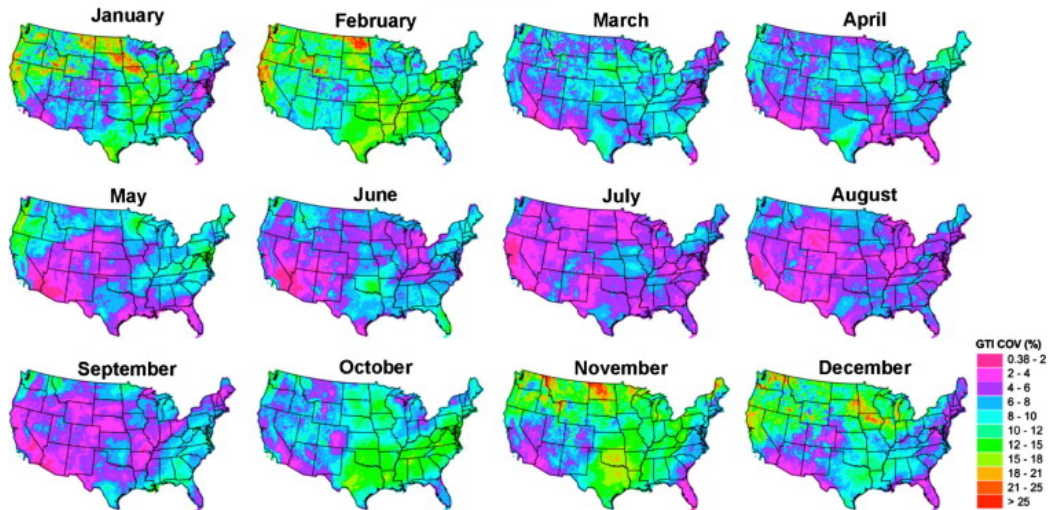 January
February
March
April
May
June
July
August
September
October
November
December
GTI COV (%)
0.38 - 2
2 - 4
4 - 6
6 - 8
8 - 10
10 - 12
12 - 15
15 - 18
18 - 21
21 - 25
> 25